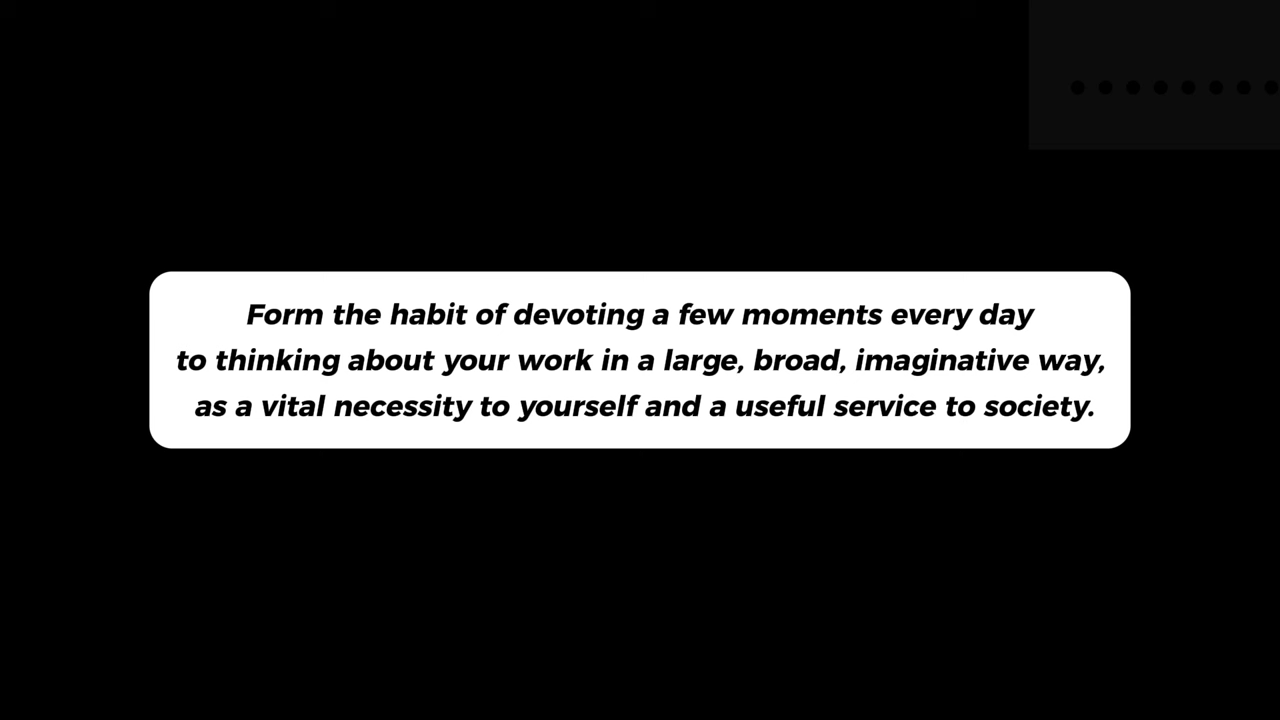 Form the habit of devoting a few moments every day
to thinking about your work in a large, broad, imaginative way,
as a vital necessity to yourself and a useful service to society.